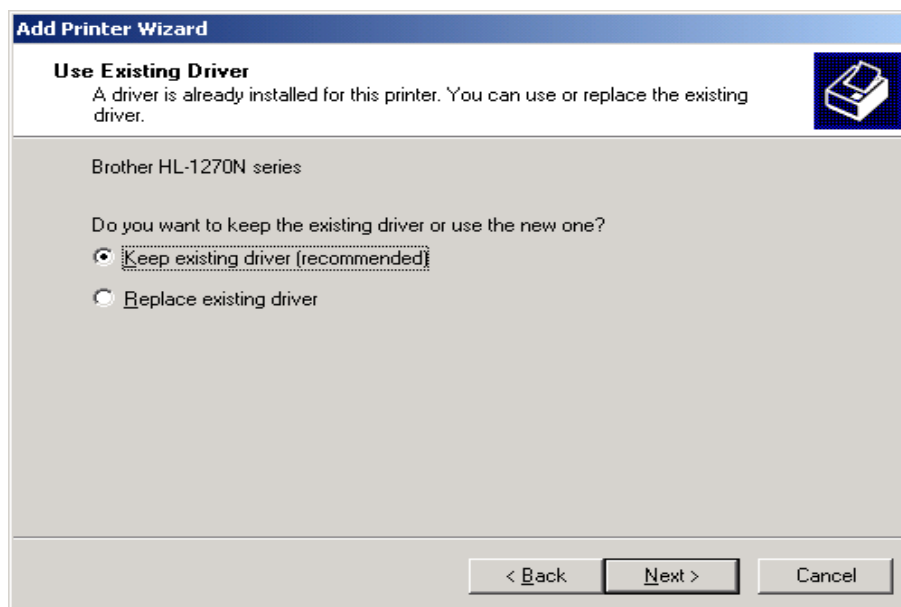 Add Printer Wizard
Use Existing Driver
A driver is already installed for this printer. You can use or replace the existing
driver.
Brother HL-1270N series
Do you want to keep the existing driver or use the new one?
Keep existing driver (recommended)
Replace existing driver
< Back
Next >
Cancel